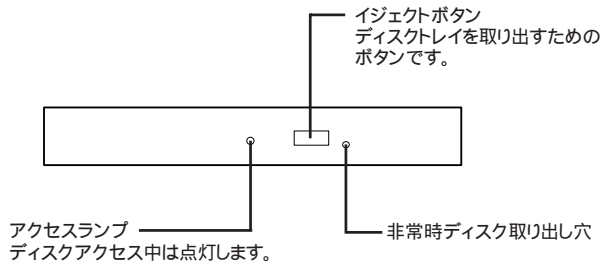 イジェクトボタン
ディスクトレイを取り出すための
ボタンです。
アクセスランプ
ディスクアクセス中は点灯します。
非常時ディスク取り出し穴